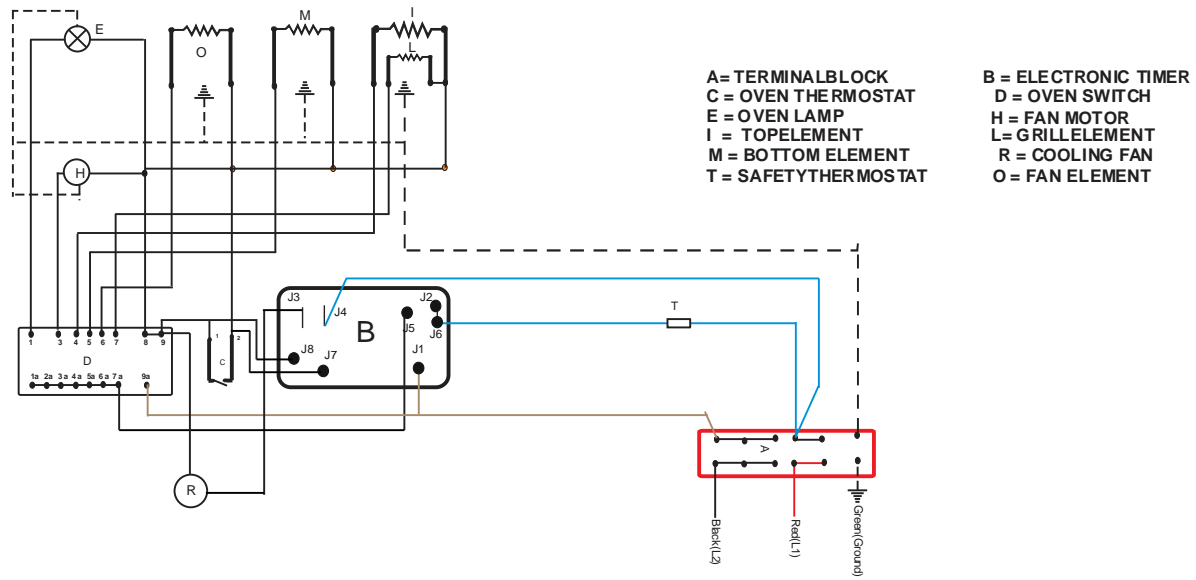 E
M
I
O
L
A= TERMINALBLOCK B = ELECTRONIC TIMER
C = OVEN THERMOSTAT D = OVEN SWITCH
E = OVEN LAMP H = FAN MOTOR
I = TOPELEMENT L= GRILLELEMENT
M = BOTTOM ELEMENT R = COOLING FAN
T = SAFETYTHERMOSTAT O = FAN ELEMENT
H
J3 J4 J2
J5 J6
B
J8 J7 J1
T
1 3 4 5 6 7 8 9
1 2
C
D
1a 2a 3a 4a 5a 6a 7a 9a
A
R
Black(L2)
Red(L1)
Green(Ground)